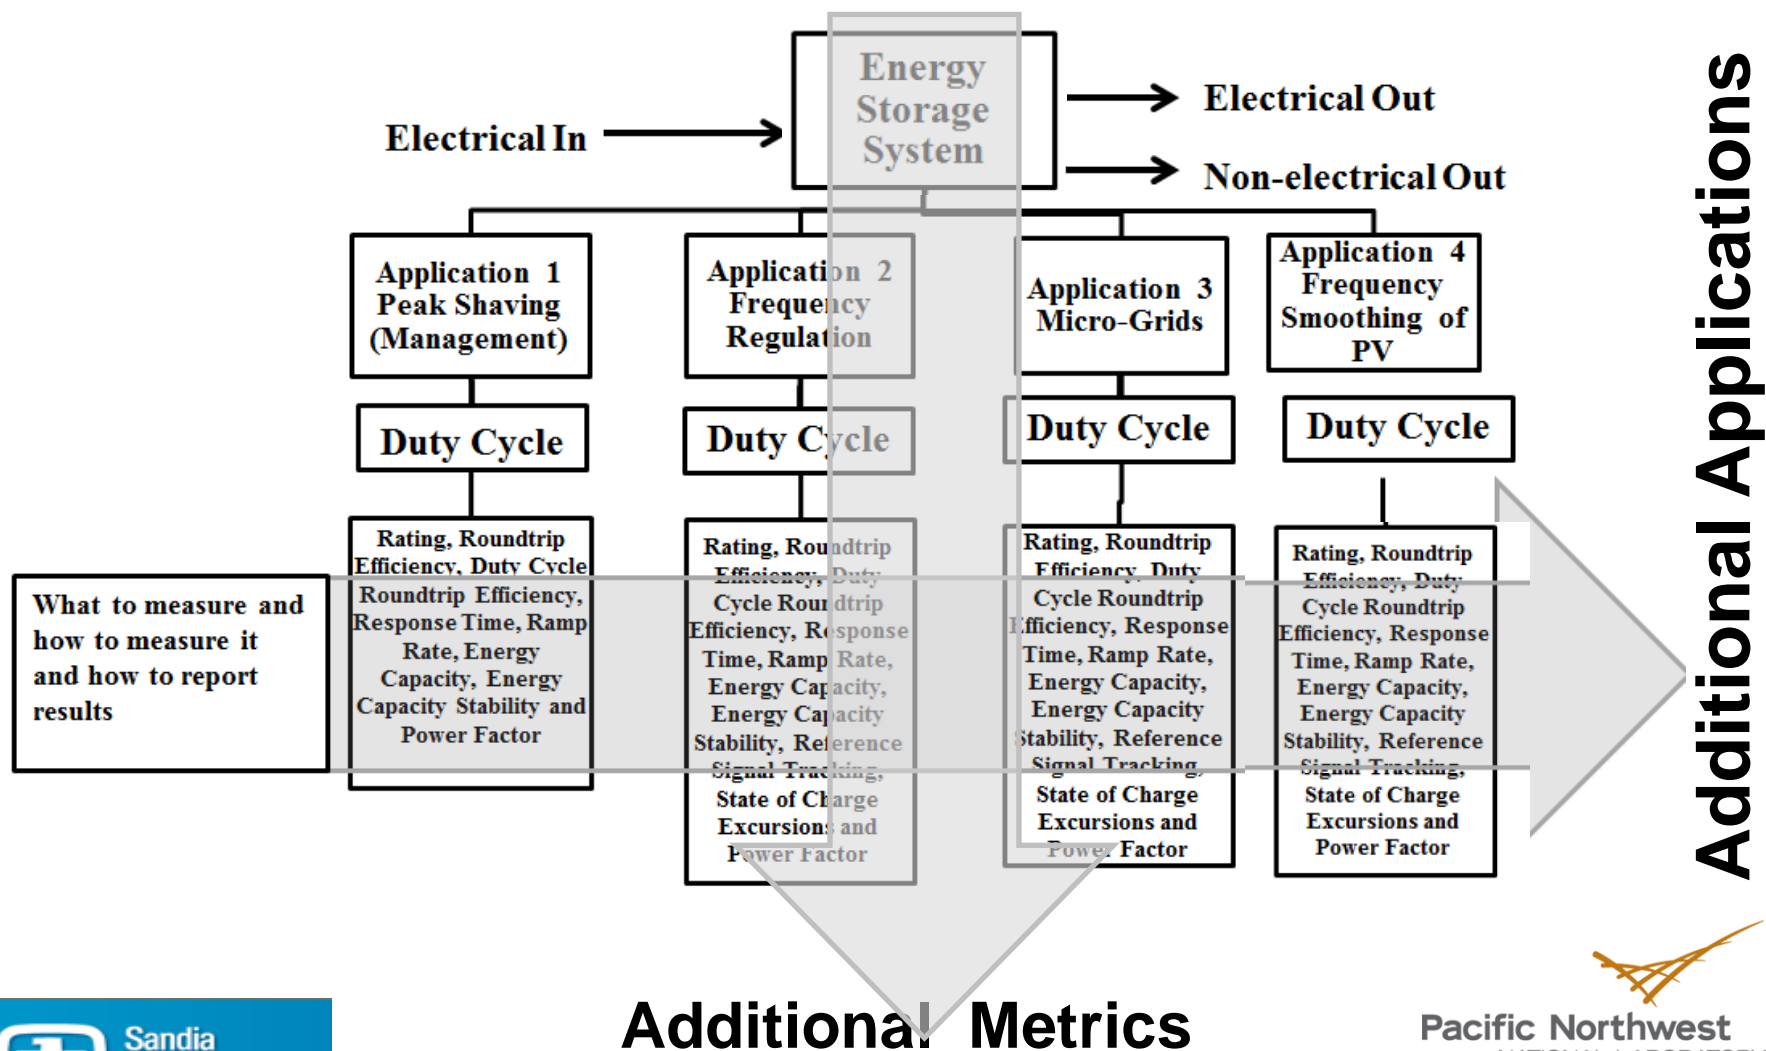 Energy
Storage
System
Electrical In
Electrical Out
Non-electrical Out
Application 1
Peak Shaving
(Management)
Application 2
Frequency
Regulation
Application 3
Micro-Grids
Application 4
Frequency
Smoothing of
PV
Duty Cycle
Duty Cycle
Duty Cycle
Duty Cycle
What to measure and
how to measure it
and how to report
results
Rating, Roundtrip
Efficiency, Duty Cycle
Roundtrip Efficiency,
Response Time, Ramp
Rate, Energy
Capacity, Energy
Capacity Stability and
Power Factor
Rating, Roundtrip
Efficiency, Duty
Cycle Roundtrip
Efficiency, Response
Time, Ramp Rate,
Energy Capacity,
Energy Capacity
Stability, Reference
Signal Tracking,
State of Charge
Excursions and
Power Factor
Rating, Roundtrip
Efficiency, Duty
Cycle Roundtrip
Efficiency, Response
Time, Ramp Rate,
Energy Capacity,
Energy Capacity
Stability, Reference
Signal Tracking,
State of Charge
Excursions and
Power Factor
Rating, Roundtrip
Efficiency, Duty
Cycle Roundtrip
Efficiency, Response
Time, Ramp Rate,
Energy Capacity,
Energy Capacity
Stability, Reference
Signal Tracking,
State of Charge
Excursions and
Power Factor
Additional Applications
Additional Metrics
Sandia
Pacific Northwest
NATIONAL LABORATORY